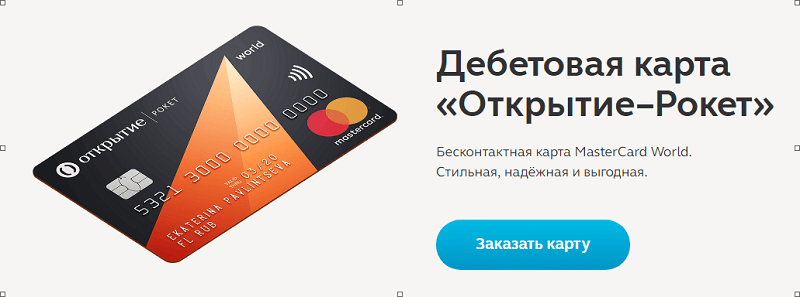 world
открытие | РОКЕТ
5321 3000 0000 0000
VALID THRU 03/20
EKATERINA PAVLINTSEVA
FL RUB
mastercard
Дебетовая карта
«Открытие–Рокет»
Бесконтактная карта MasterCard World.
Стильная, надёжная и выгодная.
Заказать карту